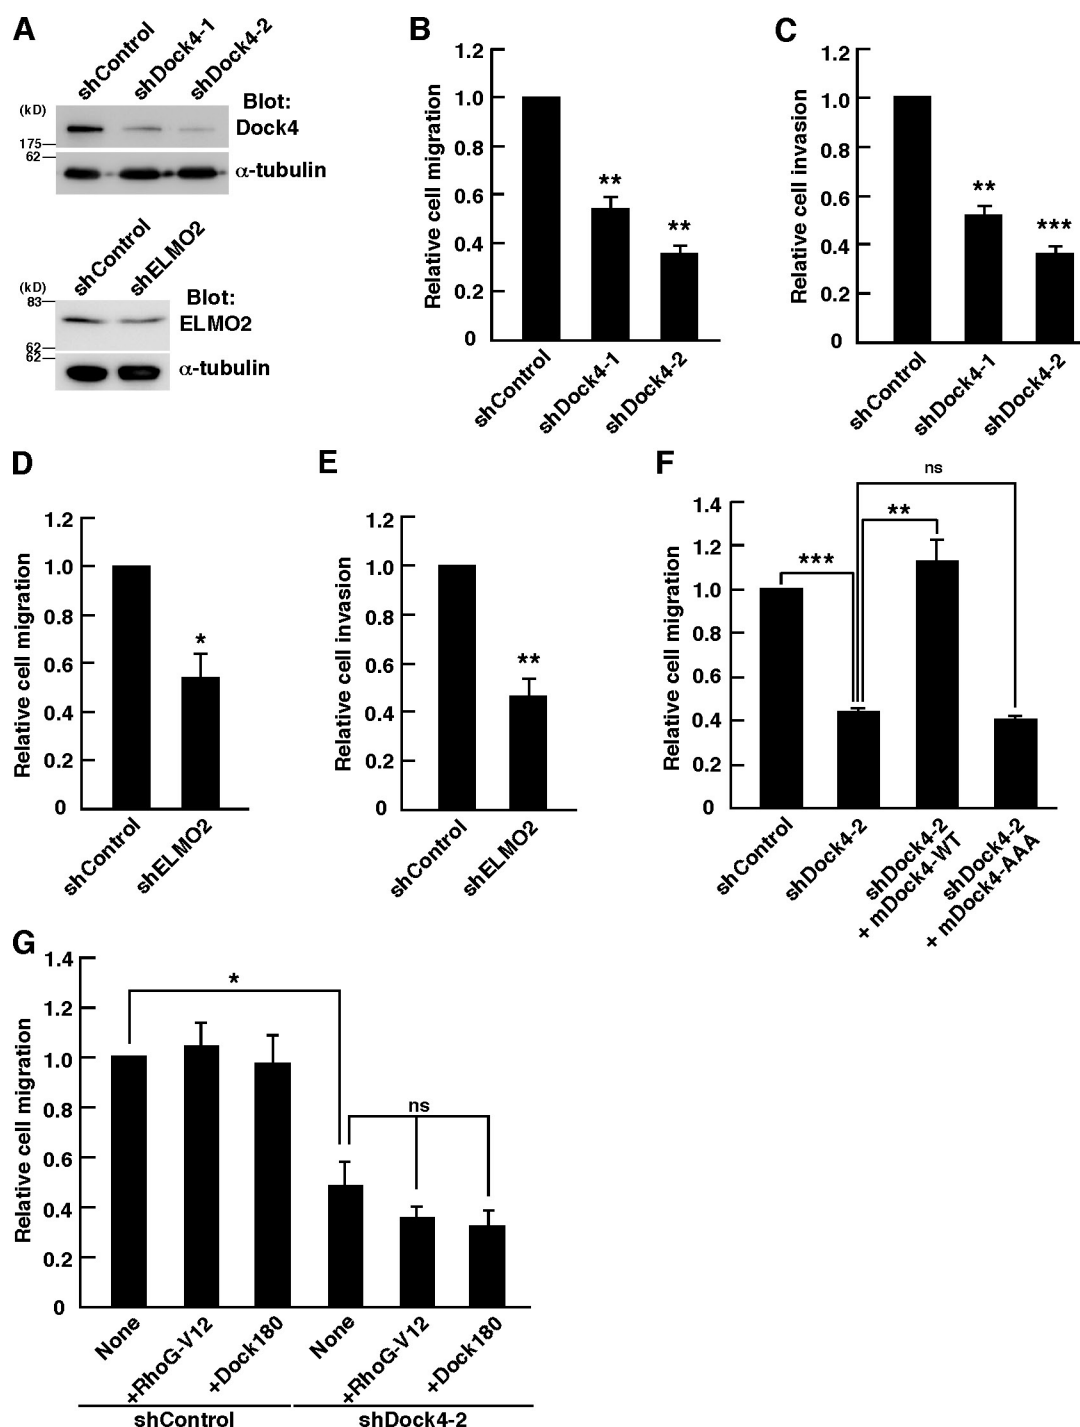 A
shControl
shDock4-1
shDock4-2
(kD)
Blot:
Dock4
175
62
α-tubulin
shControl
shELMO2
(kD)
83
Blot:
ELMO2
62
62
α-tubulin
B
Relative cell migration
1.2
1.0
0.8
0.6
0.4
0.2
0
**
**
shControl
shDock4-1
shDock4-2
C
Relative cell invasion
1.2
1.0
0.8
0.6
0.4
0.2
0
**
***
shControl
shDock4-1
shDock4-2
D
Relative cell migration
1.2
1.0
0.8
0.6
0.4
0.2
0
*
shControl
shELMO2
E
Relative cell invasion
1.2
1.0
0.8
0.6
0.4
0.2
0
**
shControl
shELMO2
F
Relative cell migration
1.4
1.2
1.0
0.8
0.6
0.4
0.2
0
***
**
ns
shControl
shDock4-2
shDock4-2
+ mDock4-WT
shDock4-2
+ mDock4-AAA
G
Relative cell migration
1.4
1.2
1.0
0.8
0.6
0.4
0.2
0
*
ns
None
+RhoG-V12
+Dock180
None
+RhoG-V12
+Dock180
shControl
shDock4-2